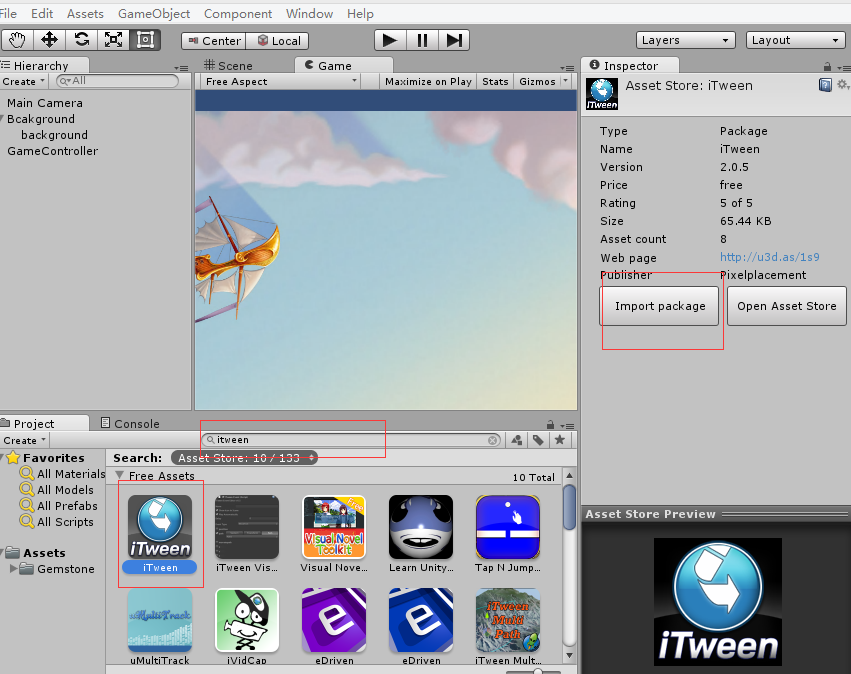 File Edit Assets GameObject Component Window Help
Center Local Layers Layout
Hierarchy
Create All
Main Camera
Bcakground
background
GameController
Scene Game
Free Aspect Maximize on Play Stats Gizmos
Inspector
Asset Store: iTween
iTween
Type Package
Name iTween
Version 2.0.5
Price free
Rating 5 of 5
Size 65.44 KB
Asset count 8
Web page http://u3d.as/1s9
Publisher Pixelplacement
Import package Open Asset Store
Project Console
Create itween
Favorites
All Materials
All Models
All Prefabs
All Scripts
Assets
Gemstone
Search: Asset Store: 10 / 133
Free Assets 10 Total
iTween
Visual Novel Toolkit
Free
iTween iTween Vis... Visual Nove... Learn Unity... Tap N Jump...
uMultiTrack
iTween Multi Path
uMultiTrack iVidCap eDriven eDriven iTween Mult...
Asset Store Preview
iTween